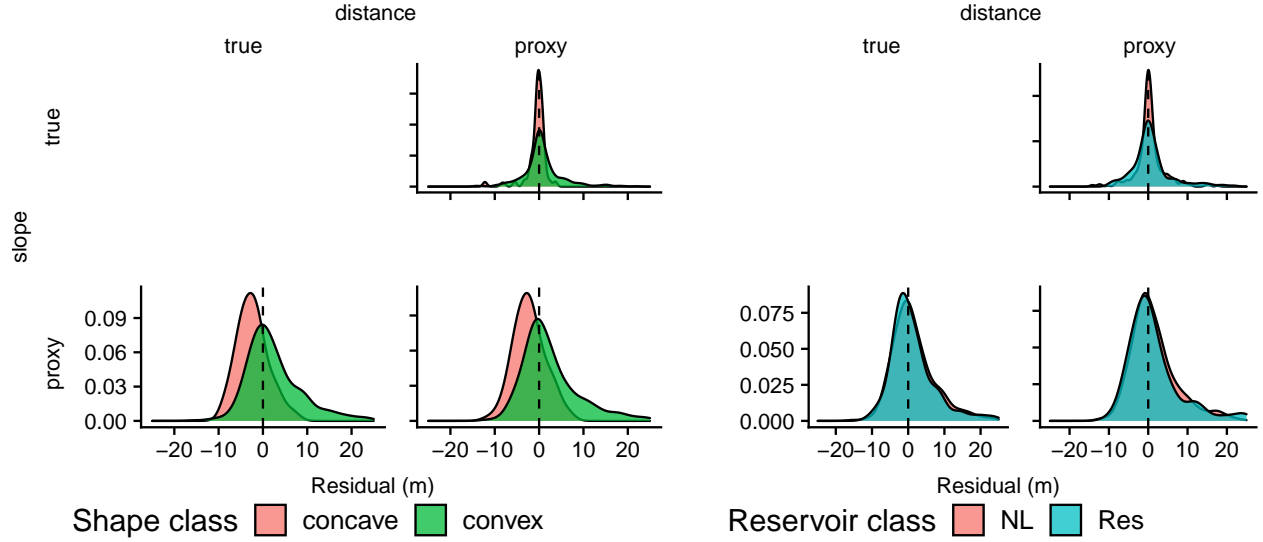 distance distance
true proxy true proxy
true
slope
proxy
0.09
0.06
0.03
0.00
0.075
0.050
0.025
0.000
−20 −10 0 10 20 −20 −10 0 10 20 −20 −10 0 10 20 −20 −10 0 10 20
Residual (m) Residual (m)
Shape class concave convex Reservoir class NL Res